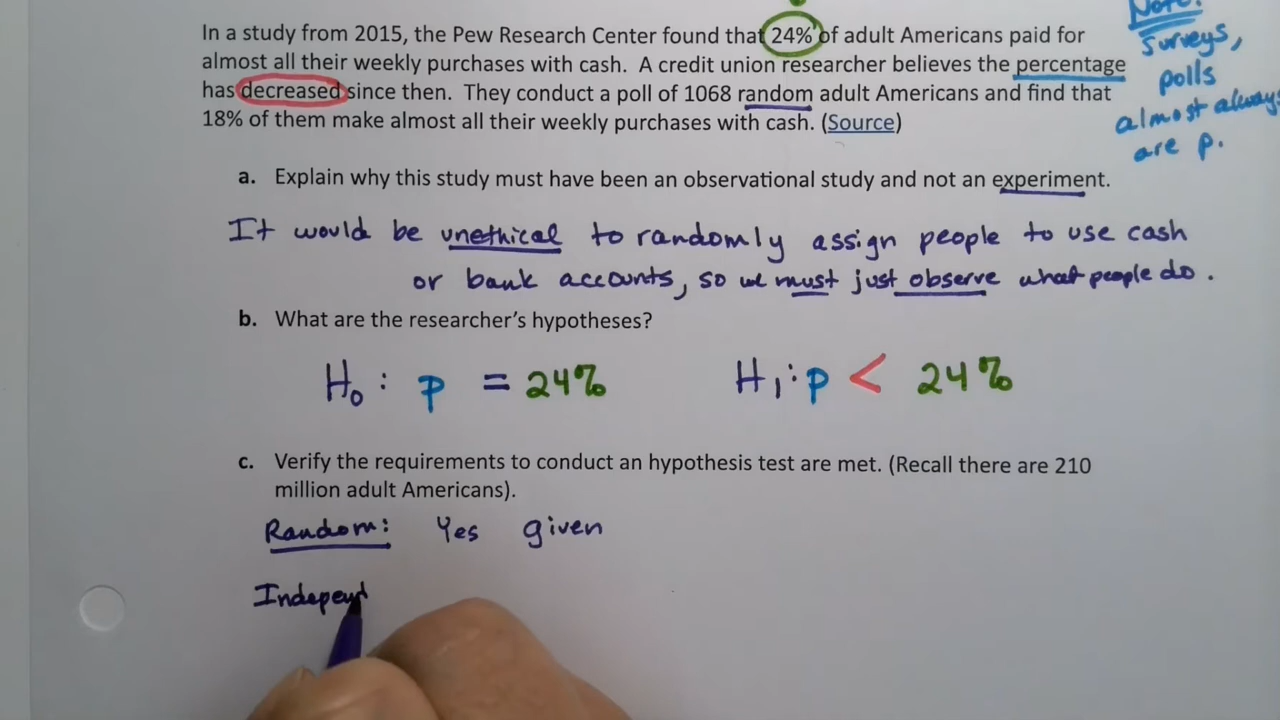 In a study from 2015, the Pew Research Center found that 24% of adult Americans paid for
almost all their weekly purchases with cash. A credit union researcher believes the percentage
has decreased since then. They conduct a poll of 1068 random adult Americans and find that
18% of them make almost all their weekly purchases with cash. (Source)
Note:
Surveys,
polls
almost always
are p.
a. Explain why this study must have been an observational study and not an experiment.
It would be unethical to randomly assign people to use cash
or bank accounts, so we must just observe what people do.
b. What are the researcher's hypotheses?
H₀: p = 24% H₁: p < 24%
c. Verify the requirements to conduct an hypothesis test are met. (Recall there are 210
million adult Americans).
Random: Yes given
Independ